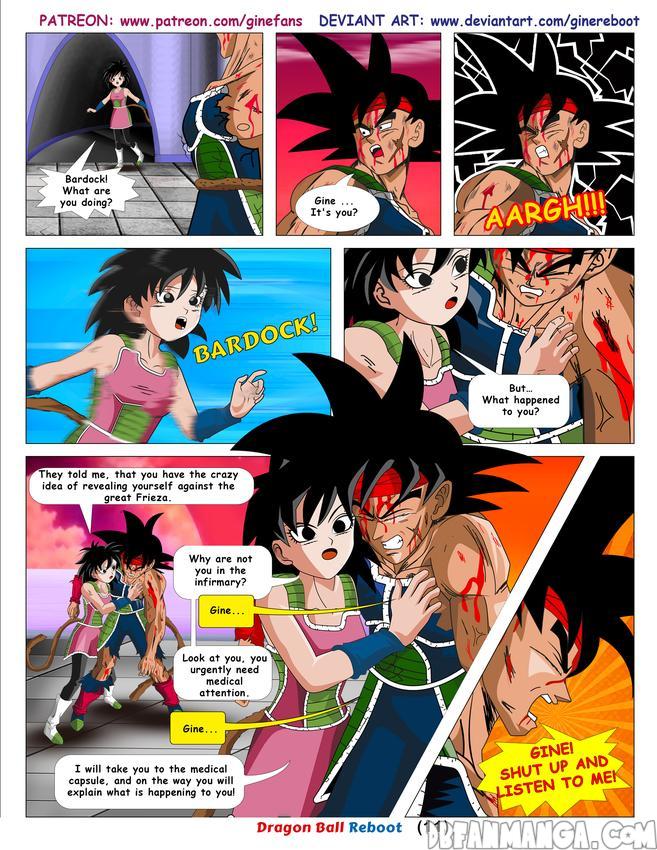 PATREON: www.patreon.com/ginefans DEVIANT ART: www.deviantart.com/ginereboot
Bardock!
What are
you doing?
Gine ...
It's you?
AARGH!!!
BARDOCK!
But...
What happened
to you?
They told me, that you have the crazy
idea of revealing yourself against the
great Frieza.
Why are not
you in the
infirmary?
Gine...
Look at you, you
urgently need
medical
attention.
Gine...
I will take you to the medical
capsule, and on the way you will
explain what is happening to you!
GINE!
SHUT UP AND
LISTEN TO ME!
Dragon Ball Reboot (11)
DBFANMANGA.COM